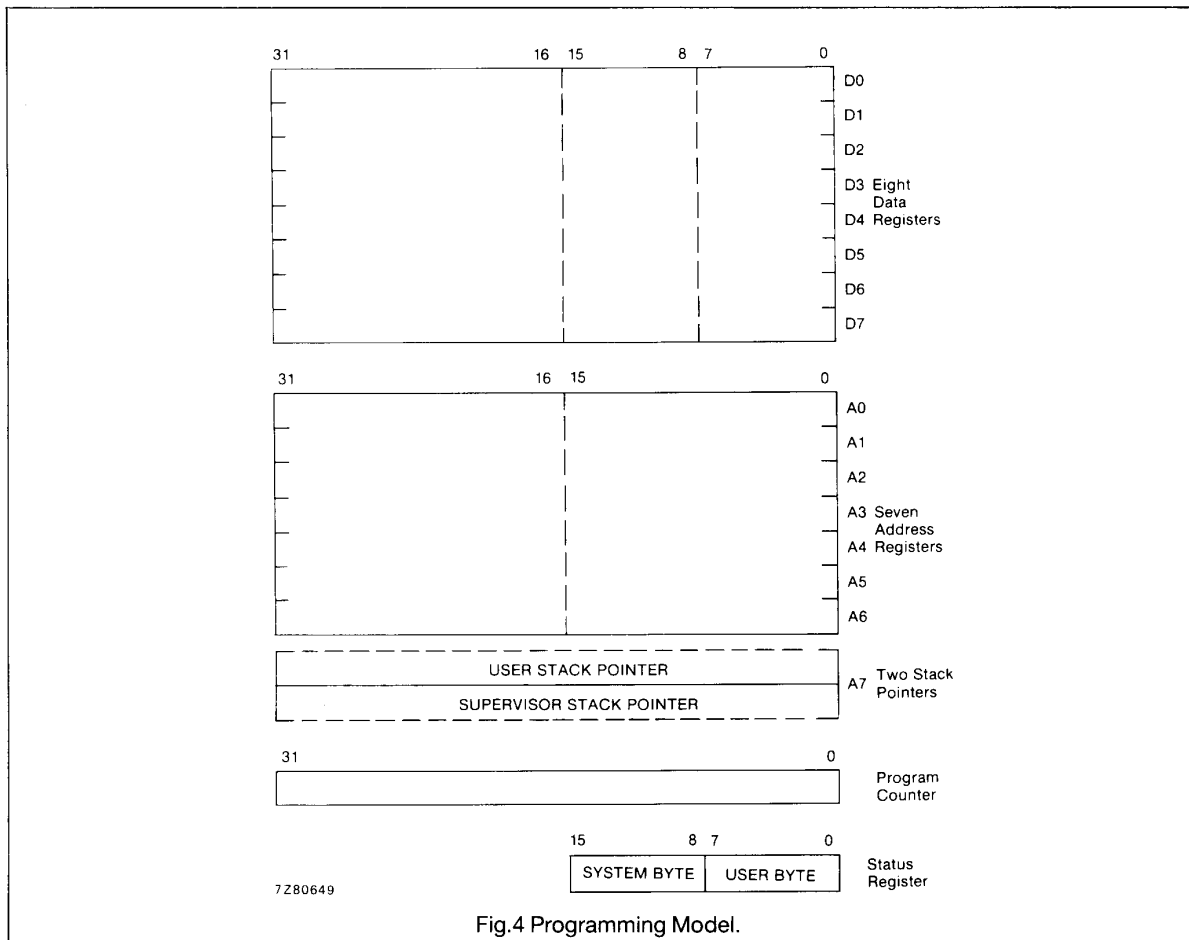 31 16 15 8 7 0
D0
D1
D2
D3 Eight
Data
D4 Registers
D5
D6
D7
31 16 15 0
A0
A1
A2
A3 Seven
Address
A4 Registers
A5
A6
USER STACK POINTER
SUPERVISOR STACK POINTER
A7 Two Stack
Pointers
31 0
Program
Counter
15 8 7 0
SYSTEM BYTE USER BYTE
Status
Register
7Z80649
Fig.4 Programming Model.